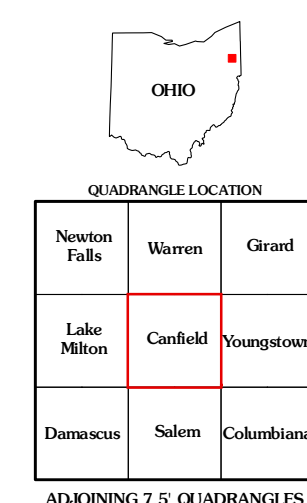 OHIO
QUADRANGLE LOCATION
Newton
Falls
Warren
Girard
Lake
Milton
Canfield
Youngstown
Damascus
Salem
Columbiana
ADJOINING 7.5' QUADRANGLES